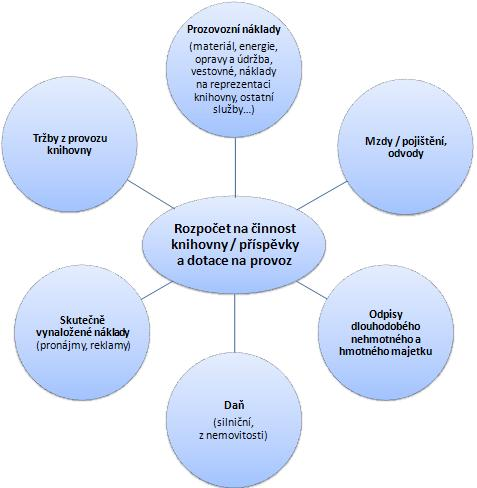 Prozovozní náklady
(materiál, energie,
opravy a údržba,
vestovné, náklady
na reprezentaci
knihovny, ostatní
služby...)
Tržby z provozu
knihovny
Mzdy / pojištění,
odvody
Rozpočet na činnost
knihovny / příspěvky
a dotace na provoz
Skutečně
vynaložené náklady
(pronájmy, reklamy)
Odpisy
dlouhodobého
nehmotného a
hmotného majetku
Daň
(silniční,
z nemovitosti)